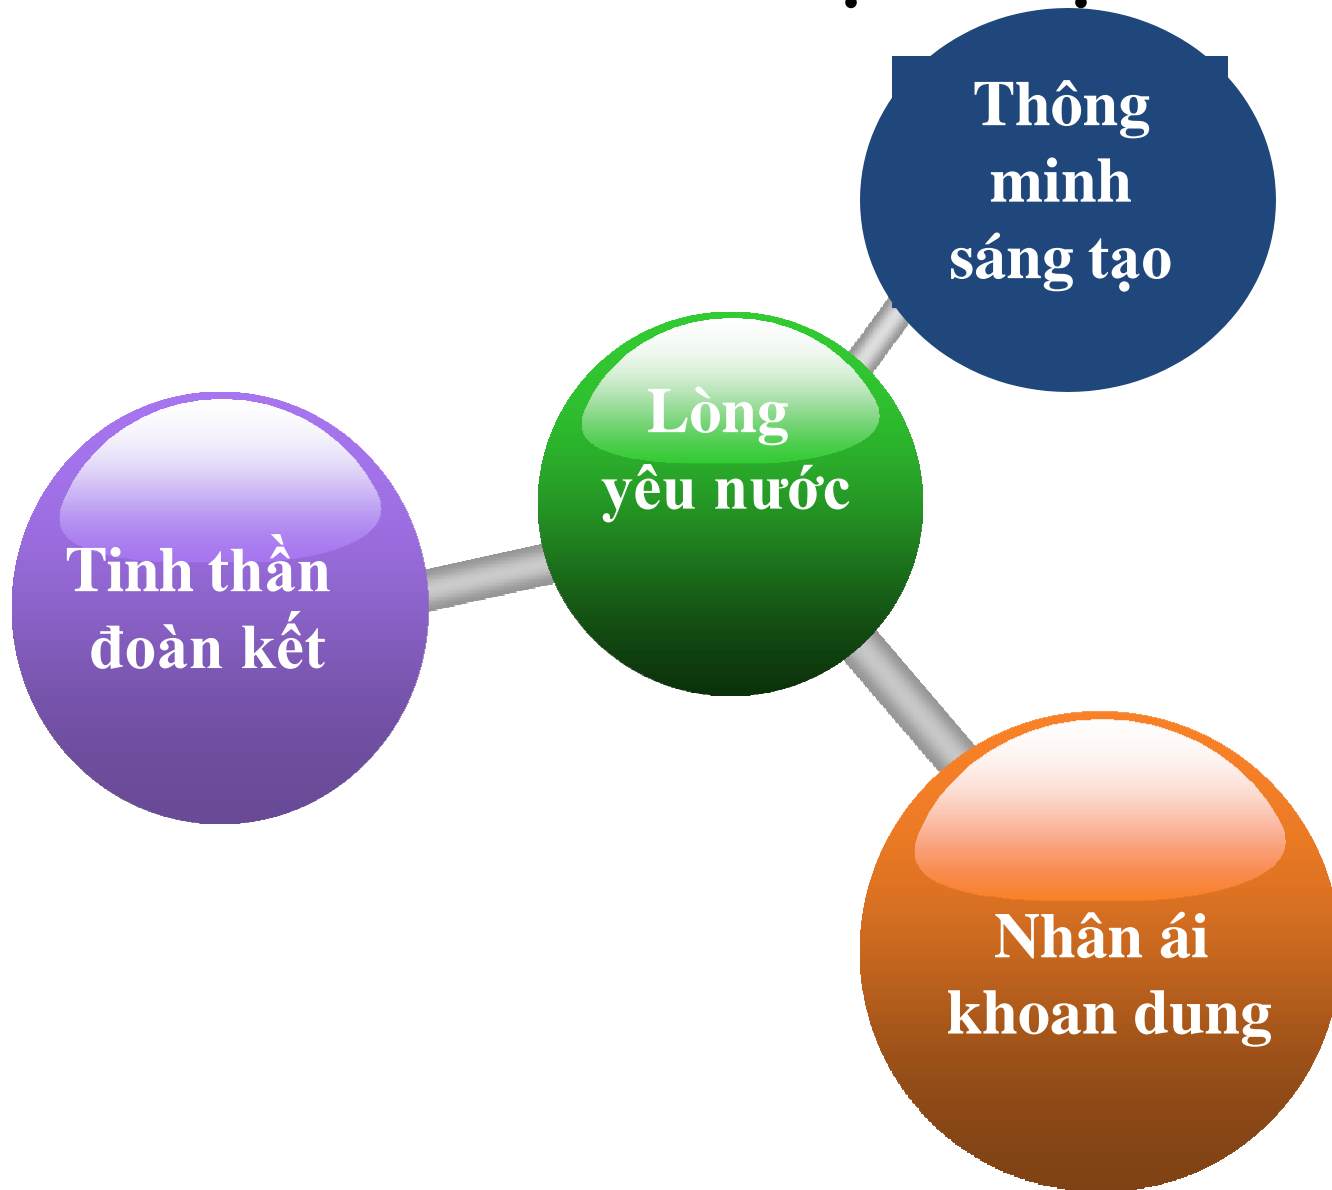 Thông
minh
sáng tạo
Lòng
yêu nước
Tinh thần
đoàn kết
Nhân ái
khoan dung